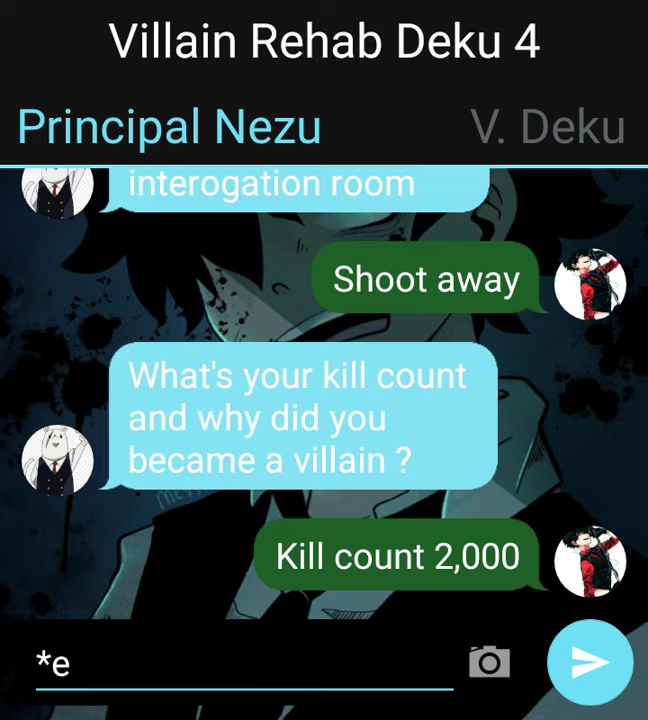 Villain Rehab Deku 4
Principal Nezu
V. Deku
interogation room
Shoot away
What's your kill count
and why did you
became a villain ?
Kill count 2,000
*e